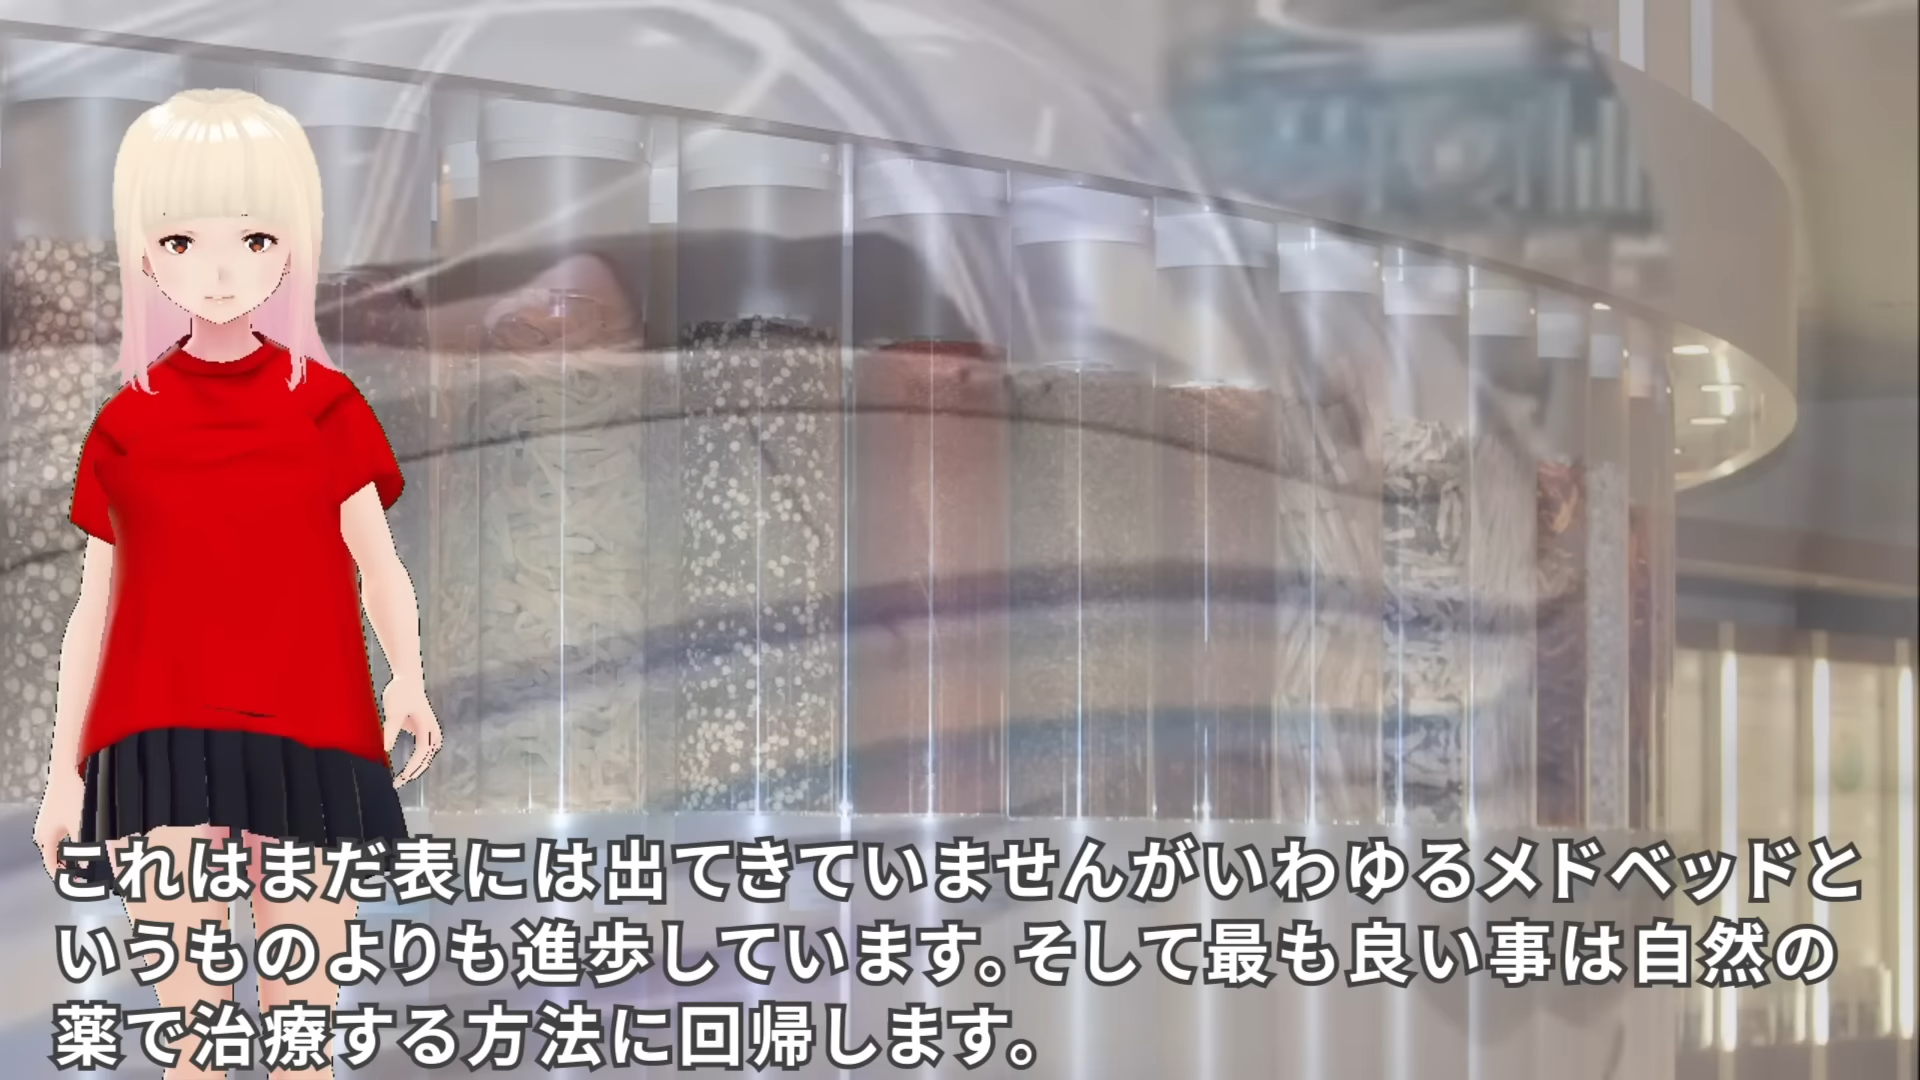 これはまだ表には出てきていませんがいわゆるメドベッドと
いうものよりも進歩しています。そして最も良い事は自然の
薬で治療する方法に回帰します。